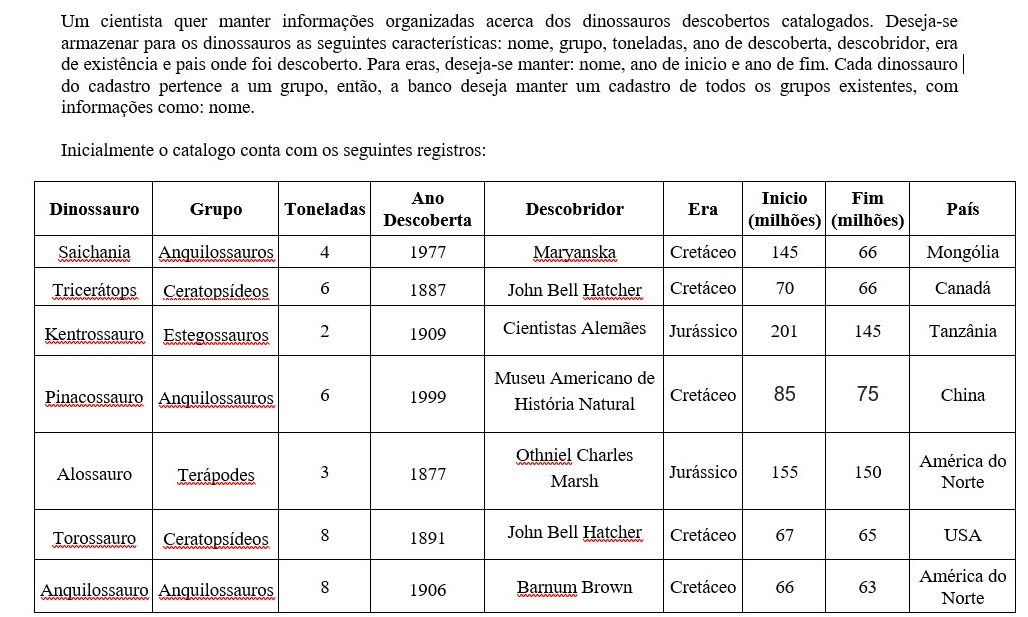 Um cientista quer manter informações organizadas acerca dos dinossauros descobertos catalogados. Deseja-se
armazenar para os dinossauros as seguintes características: nome, grupo, toneladas, ano de descoberta, descobridor, era
de existência e pais onde foi descoberto. Para eras, deseja-se manter: nome, ano de inicio e ano de fim. Cada dinossauro
do cadastro pertence a um grupo, então, a banco deseja manter um cadastro de todos os grupos existentes, com
informações como: nome.
Inicialmente o catalogo conta com os seguintes registros:
Dinossauro Grupo Toneladas Ano Descoberta Descobridor Era Inicio (milhões) Fim (milhões) País
Saichania Anquilossauros 4 1977 Maryanska Cretáceo 145 66 Mongólia
Tricerátops Ceratopsídeos 6 1887 John Bell Hatcher Cretáceo 70 66 Canadá
Kentrossauro Estegossauros 2 1909 Cientistas Alemães Jurássico 201 145 Tanzânia
Pinacossauro Anquilossauros 6 1999 Museu Americano de História Natural Cretáceo 85 75 China
Alossauro Terápodes 3 1877 Othniel Charles Marsh Jurássico 155 150 América do Norte
Torossauro Ceratopsídeos 8 1891 John Bell Hatcher Cretáceo 67 65 USA
Anquilossauro Anquilossauros 8 1906 Barnum Brown Cretáceo 66 63 América do Norte